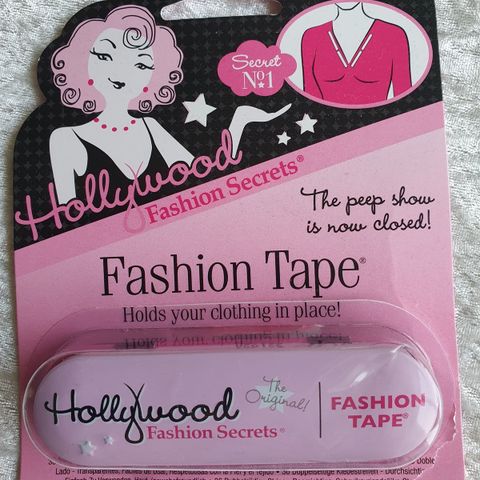 Secret
Nº1
Hollywood
Fashion Secrets®
The peep show
is now closed!
Fashion Tape®
Holds your clothing in place!
Hollywood
Fashion Secrets®
The
Original!
FASHION
TAPE®